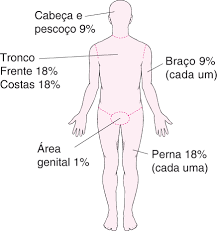 Cabeça e
pescoço 9%
Tronco
Frente 18%
Costas 18%
Braço 9%
(cada um)
Área
genital 1%
Perna 18%
(cada uma)